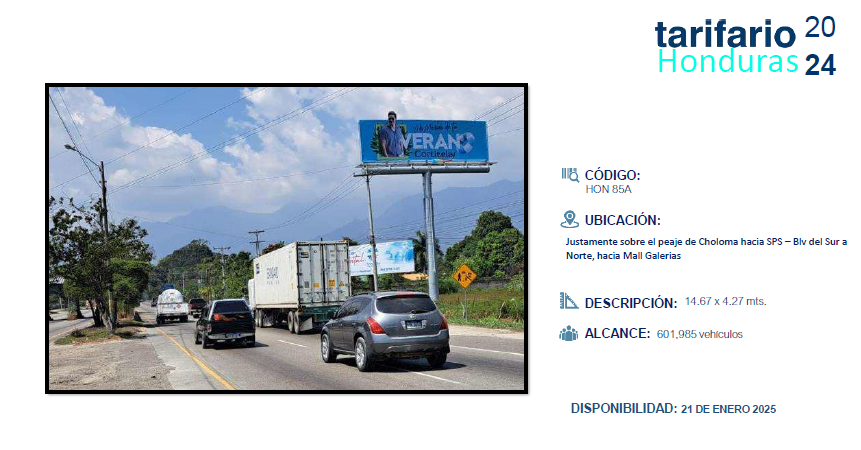 tarifario 20
Honduras 24
VERANO
CÓDIGO:
HON 85A
UBICACIÓN:
Justamente sobre el peaje de Choloma hacia SPS – Blv del Sur a
Norte, hacia Mall Galerias
DESCRIPCIÓN: 14.67 x 4.27 mts.
ALCANCE: 601,985 vehículos
DISPONIBILIDAD: 21 DE ENERO 2025